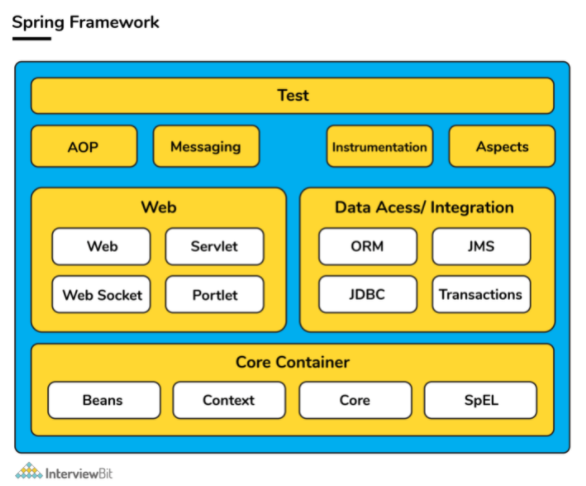 Spring Framework
Test
AOP
Messaging
Instrumentation
Aspects
Web
Web
Servlet
Web Socket
Portlet
Data Acess/ Integration
ORM
JMS
JDBC
Transactions
Core Container
Beans
Context
Core
SpEL
InterviewBit